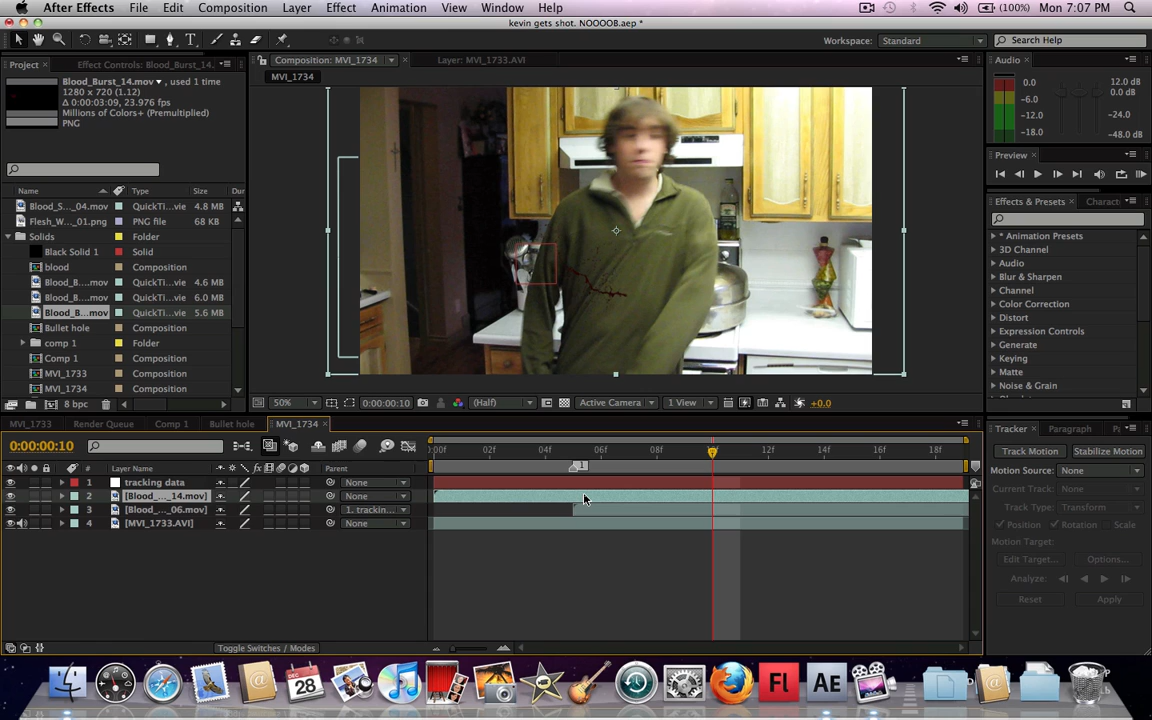 After Effects File Edit Composition Layer Effect Animation View Window Help (100%) Mon 7:07 PM
kevin gets shot. NOOOOB.aep *
Workspace: Standard Search Help
Project × Effect Controls: Blood_Burst_14. Composition: MVI_1734 Layer: MVI_1733.AVI Audio ×
MVI_1734
Blood_Burst_14.mov ▾, used 1 time
1280 x 720 (1.12)
Δ 0:00:03:09, 23.976 fps
Millions of Colors+ (Premultiplied)
PNG
0.0 12.0 dB
-6.0 0.0 dB
-12.0 -24.0
-18.0 -48.0 dB
Preview ×
Name Type Size Dur
Blood_S..._04.mov QuickTi...vie 4.8 MB
Flesh_W..._01.png PNG file 68 KB
Solids Folder
Black Solid 1 Solid
blood Composition
Blood_B....mov QuickTi...vie 4.6 MB
Blood_B....mov QuickTi...vie 6.0 MB
Blood_B....mov QuickTi...vie 5.6 MB
Bullet hole Composition
comp 1 Folder
Comp 1 Composition
MVI_1733 Composition
MVI_1734 Composition
8 bpc
Effects & Presets × Charact
* Animation Presets
3D Channel
Audio
Blur & Sharpen
Channel
Color Correction
Distort
Expression Controls
Generate
Keying
Matte
Noise & Grain
50% 0:00:00:10 (Half) Active Camera 1 View +0.0
MVI_1733 Render Queue Comp 1 Bullet hole MVI_1734 ×
0:00:00:10
:00f 02f 04f 06f 08f 12f 14f 16f 18f
1
# Layer Name Parent
1 tracking data None
2 [Blood_..._14.mov] None
3 [Blood_..._06.mov] 1. trackin...
4 [MVI_1733.AVI] None
Toggle Switches / Modes
Tracker × Paragraph
Track Motion Stabilize Motion
Motion Source: None
Current Track: None
Track Type: Transform
Position Rotation Scale
Motion Target:
Edit Target... Options...
Analyze:
Reset Apply
DEC
28
Fl
Ae